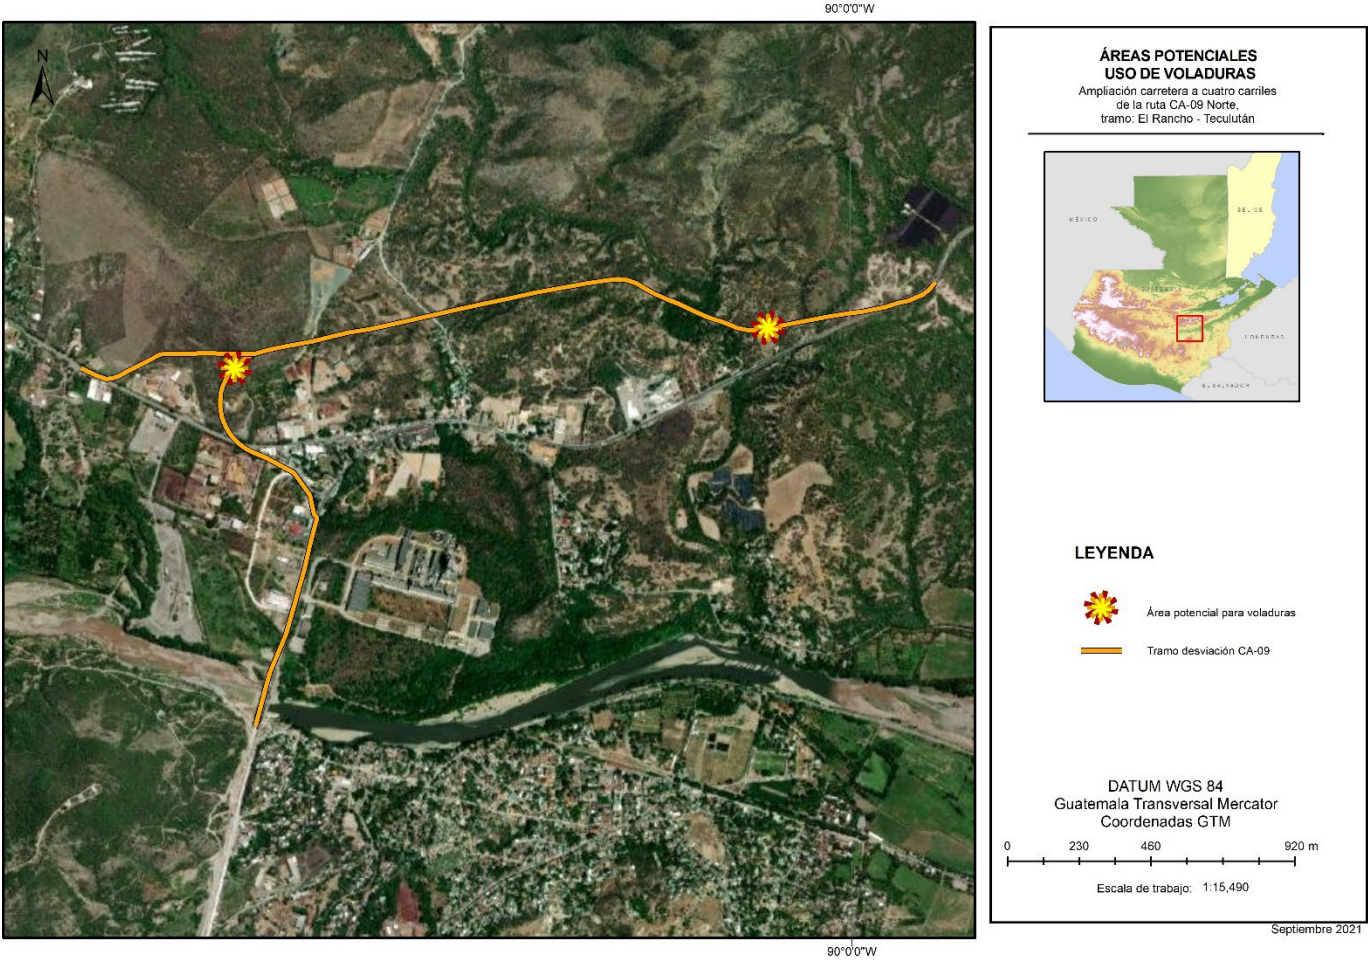 90°0'0"W
N
ÁREAS POTENCIALES
USO DE VOLADURAS
Ampliación carretera a cuatro carriles
de la ruta CA-09 Norte,
tramo: El Rancho - Teculután
MÉXICO
BELICE
GUATEMALA
HONDURAS
EL SALVADOR
LEYENDA
Área potencial para voladuras
Tramo desviación CA-09
DATUM WGS 84
Guatemala Transversal Mercator
Coordenadas GTM
0 230 460 920 m
Escala de trabajo: 1:15,490
Septiembre 2021
90°0'0"W